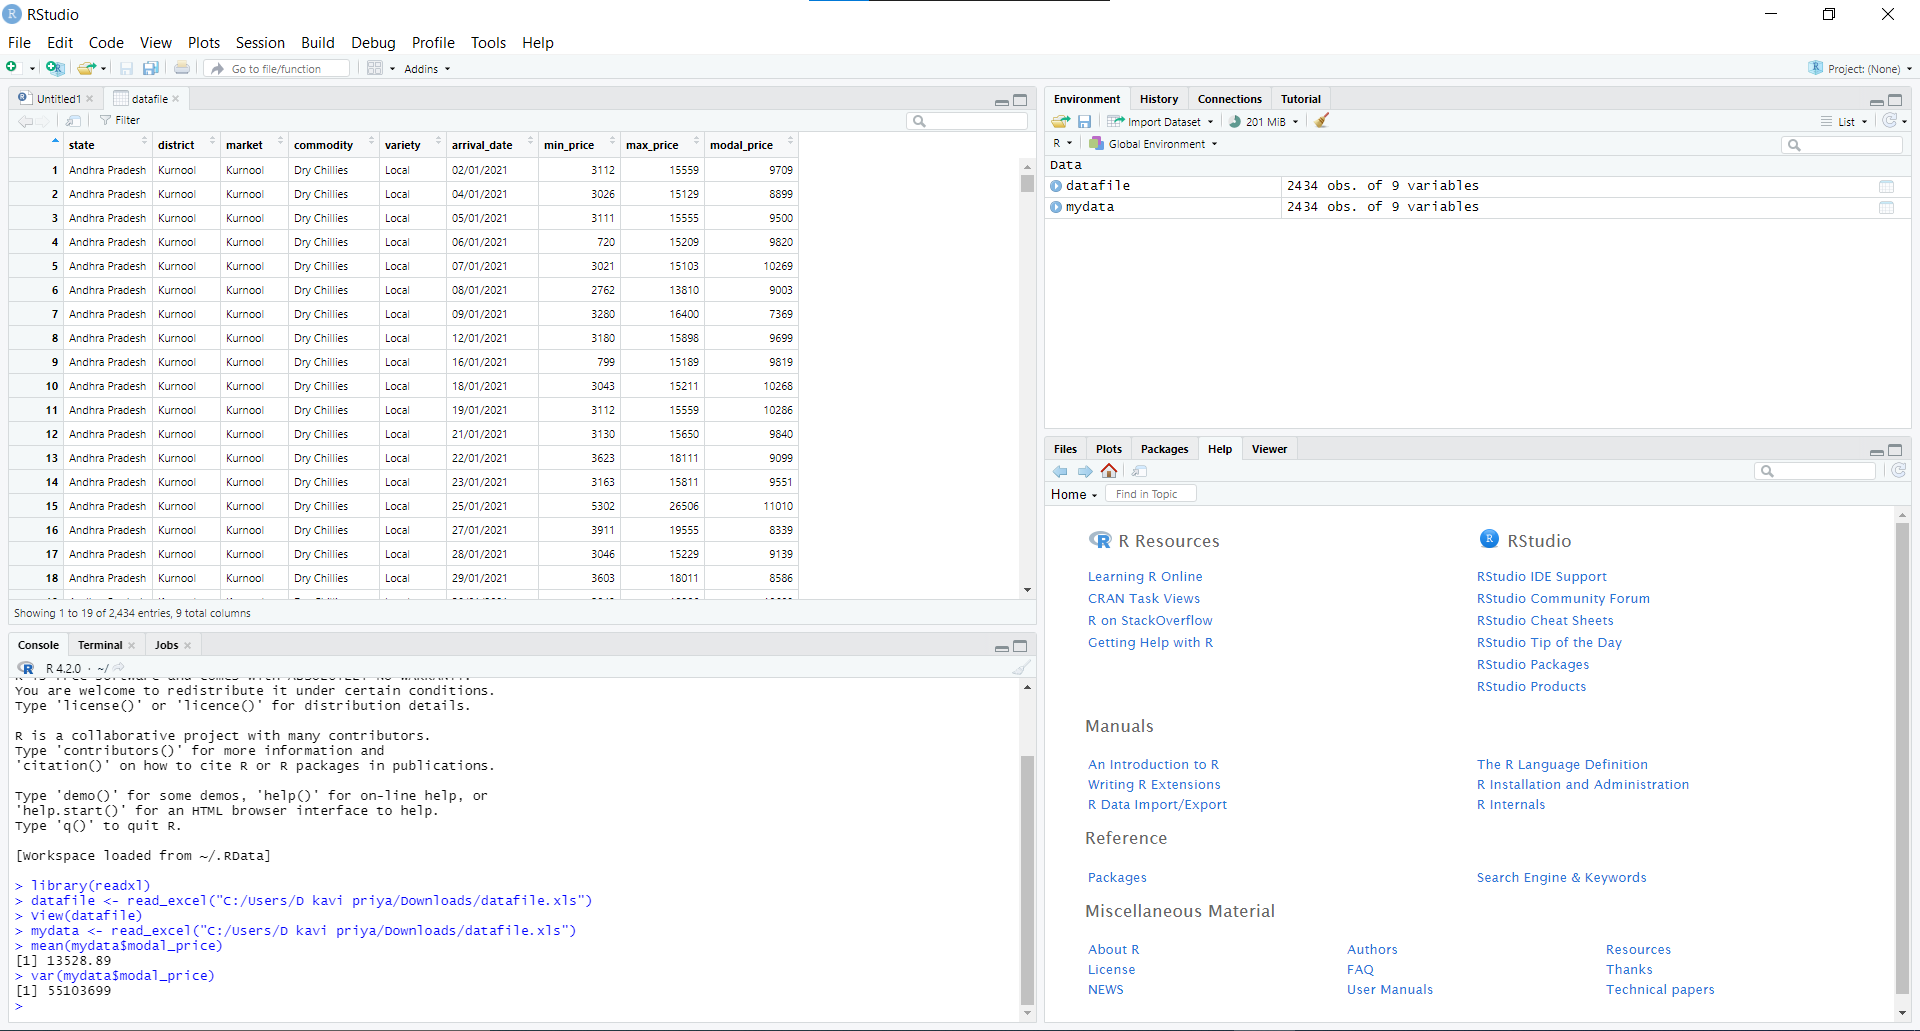 RStudio
File Edit Code View Plots Session Build Debug Profile Tools Help
Go to file/function Addins Project: (None)
Untitled1 datafile
Filter
state district market commodity variety arrival_date min_price max_price modal_price
1 Andhra Pradesh Kurnool Kurnool Dry Chillies Local 02/01/2021 3112 15559 9709
2 Andhra Pradesh Kurnool Kurnool Dry Chillies Local 04/01/2021 3026 15129 8899
3 Andhra Pradesh Kurnool Kurnool Dry Chillies Local 05/01/2021 3111 15555 9500
4 Andhra Pradesh Kurnool Kurnool Dry Chillies Local 06/01/2021 720 15209 9820
5 Andhra Pradesh Kurnool Kurnool Dry Chillies Local 07/01/2021 3021 15103 10269
6 Andhra Pradesh Kurnool Kurnool Dry Chillies Local 08/01/2021 2762 13810 9003
7 Andhra Pradesh Kurnool Kurnool Dry Chillies Local 09/01/2021 3280 16400 7369
8 Andhra Pradesh Kurnool Kurnool Dry Chillies Local 12/01/2021 3180 15898 9699
9 Andhra Pradesh Kurnool Kurnool Dry Chillies Local 16/01/2021 799 15189 9819
10 Andhra Pradesh Kurnool Kurnool Dry Chillies Local 18/01/2021 3043 15211 10268
11 Andhra Pradesh Kurnool Kurnool Dry Chillies Local 19/01/2021 3112 15559 10286
12 Andhra Pradesh Kurnool Kurnool Dry Chillies Local 21/01/2021 3130 15650 9840
13 Andhra Pradesh Kurnool Kurnool Dry Chillies Local 22/01/2021 3623 18111 9099
14 Andhra Pradesh Kurnool Kurnool Dry Chillies Local 23/01/2021 3163 15811 9551
15 Andhra Pradesh Kurnool Kurnool Dry Chillies Local 25/01/2021 5302 26506 11010
16 Andhra Pradesh Kurnool Kurnool Dry Chillies Local 27/01/2021 3911 19555 8339
17 Andhra Pradesh Kurnool Kurnool Dry Chillies Local 28/01/2021 3046 15229 9139
18 Andhra Pradesh Kurnool Kurnool Dry Chillies Local 29/01/2021 3603 18011 8586
Showing 1 to 19 of 2,434 entries, 9 total columns
Console Terminal Jobs
R 4.2.0 · ~/
R is free software and comes with ABSOLUTELY NO WARRANTY.
You are welcome to redistribute it under certain conditions.
Type 'license()' or 'licence()' for distribution details.
R is a collaborative project with many contributors.
Type 'contributors()' for more information and
'citation()' on how to cite R or R packages in publications.
Type 'demo()' for some demos, 'help()' for on-line help, or
'help.start()' for an HTML browser interface to help.
Type 'q()' to quit R.
[Workspace loaded from ~/.RData]
> library(readxl)
> datafile <- read_excel("C:/Users/D kavi priya/Downloads/datafile.xls")
> View(datafile)
> mydata <- read_excel("C:/Users/D kavi priya/Downloads/datafile.xls")
> mean(mydata$modal_price)
[1] 13528.89
> var(mydata$modal_price)
[1] 55103699
>
Environment History Connections Tutorial
Import Dataset 201 MiB List
R Global Environment
Data
datafile 2434 obs. of 9 variables
mydata 2434 obs. of 9 variables
Files Plots Packages Help Viewer
Home Find in Topic
R Resources
Learning R Online
CRAN Task Views
R on StackOverflow
Getting Help with R
RStudio
RStudio IDE Support
RStudio Community Forum
RStudio Cheat Sheets
RStudio Tip of the Day
RStudio Packages
RStudio Products
Manuals
An Introduction to R The R Language Definition
Writing R Extensions R Installation and Administration
R Data Import/Export R Internals
Reference
Packages Search Engine & Keywords
Miscellaneous Material
About R Authors Resources
License FAQ Thanks
NEWS User Manuals Technical papers